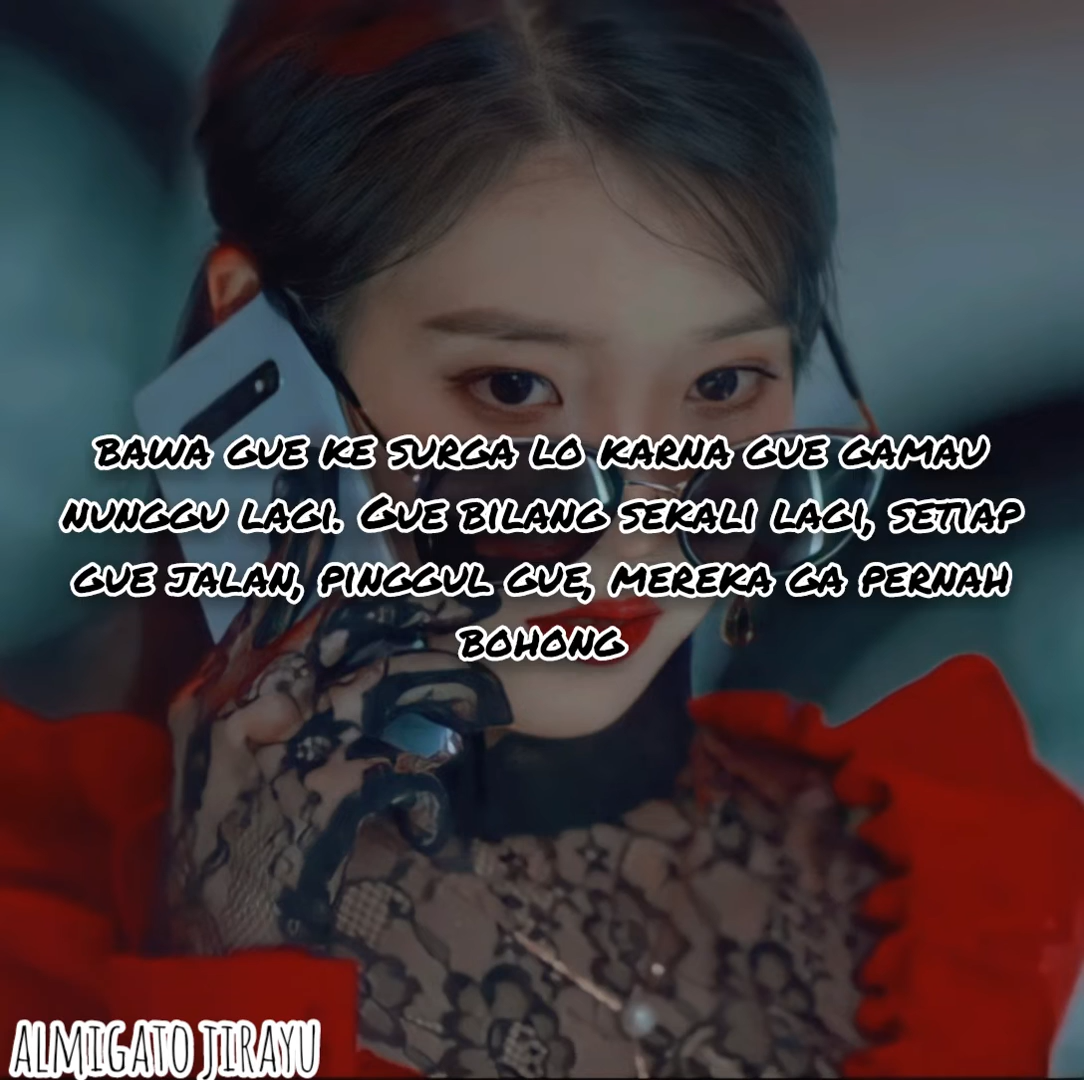 BAWA GUE KE SURGA LO KARNA GUE GAMAU
NUNGGU LAGI. GUE BILANG SEKALI LAGI, SETIAP
GUE JALAN, PINGGUL GUE, MEREKA GA PERNAH
BOHONG
ALMIGATO JIRAYU